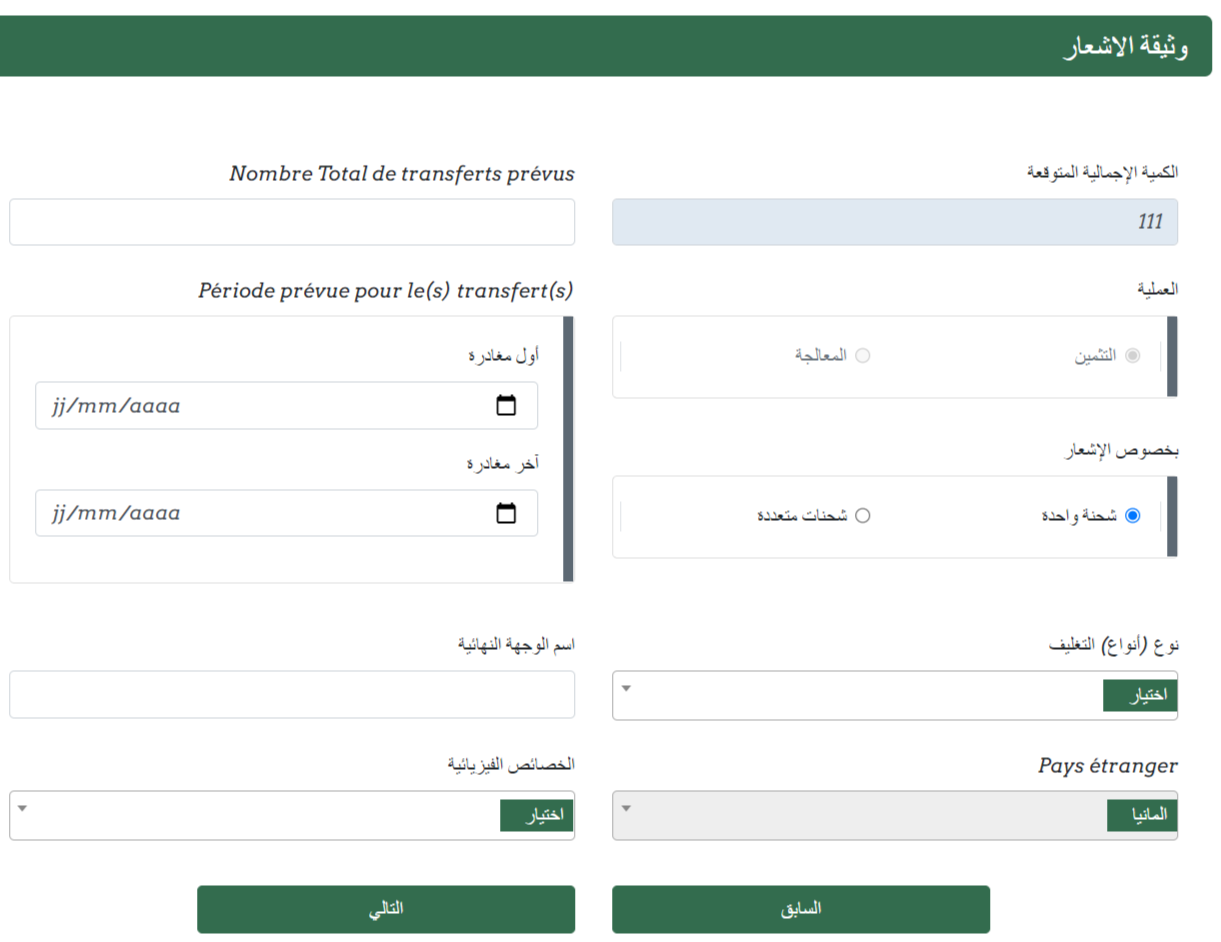 وثيقة الاشعار
الكمية الإجمالية المتوقعة
111
Nombre Total de transferts prévus
العملية
التثمين
المعالجة
Période prévue pour le(s) transfert(s)
أول مغادرة
jj/mm/aaaa
آخر مغادرة
jj/mm/aaaa
بخصوص الإشعار
شحنة واحدة
شحنات متعددة
نوع (أنواع) التغليف
اختيار
اسم الوجهة النهائية
Pays étranger
المانيا
الخصائص الفيزيائية
اختيار
السابق
التالي